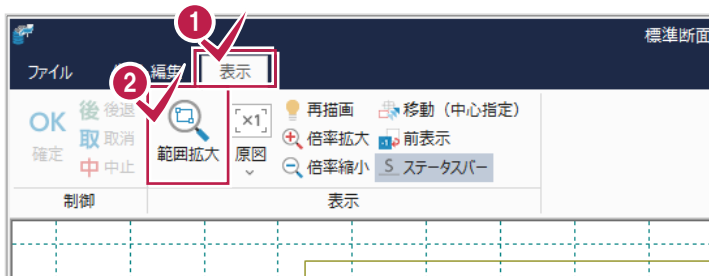 標準断面
1
ファイル 編集 表示
2
OK
確定
後 後退
取 取消
中 中止
制御
範囲拡大
×1
原図
再描画
倍率拡大
倍率縮小
移動（中心指定）
前表示
S ステータスバー
表示